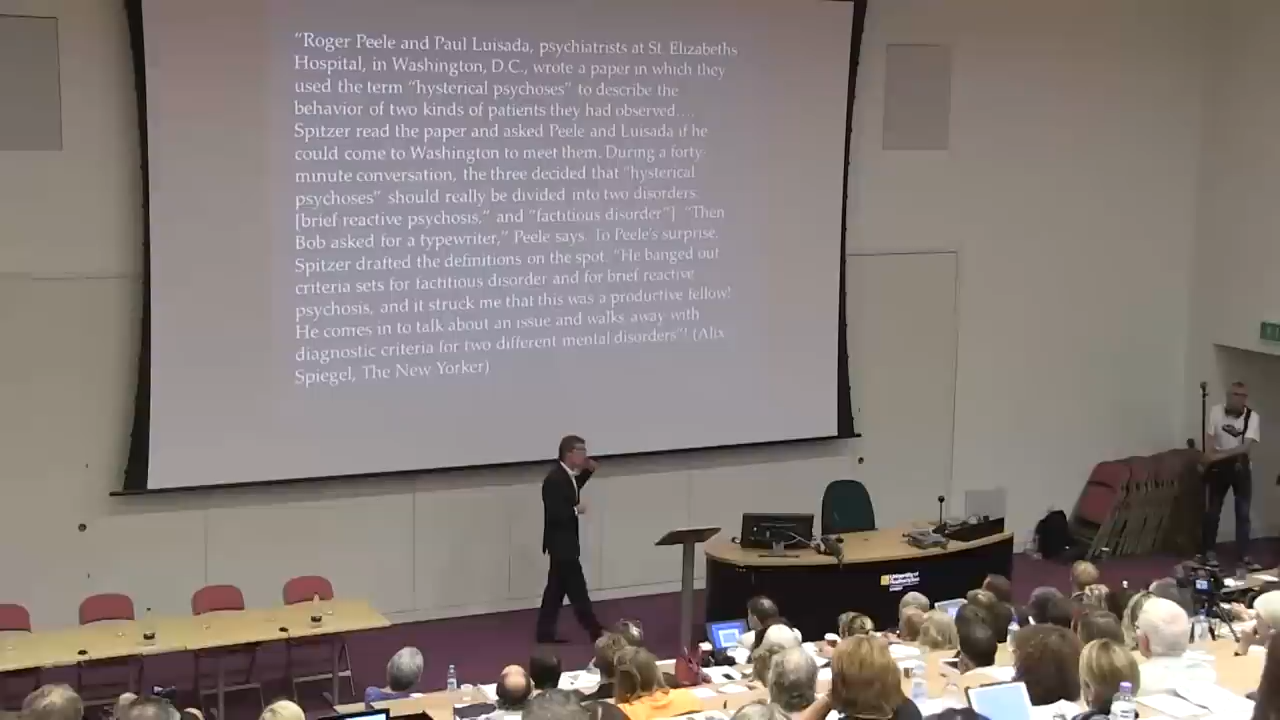 “Roger Peele and Paul Luisada, psychiatrists at St. Elizabeths
Hospital, in Washington, D.C., wrote a paper in which they
used the term “hysterical psychoses” to describe the
behavior of two kinds of patients they had observed….
Spitzer read the paper and asked Peele and Luisada if he
could come to Washington to meet them. During a forty-
minute conversation, the three decided that “hysterical
psychoses” should really be divided into two disorders.
[brief reactive psychosis,” and “factitious disorder”] “Then
Bob asked for a typewriter,” Peele says. To Peele’s surprise,
Spitzer drafted the definitions on the spot. “He banged out
criteria sets for factitious disorder and for brief reactive
psychosis, and it struck me that this was a productive fellow!
He comes in to talk about an issue and walks away with
diagnostic criteria for two different mental disorders”! (Alix
Spiegel, The New Yorker)
University of